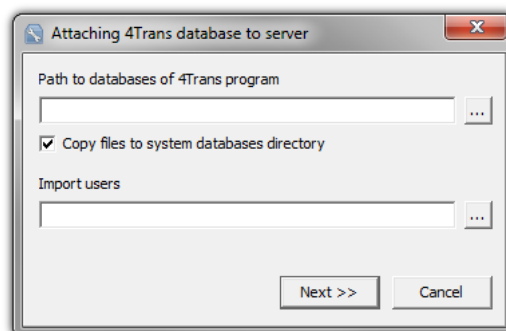 Attaching 4Trans database to server
Path to databases of 4Trans program
...
Copy files to system databases directory
Import users
...
Next >> Cancel